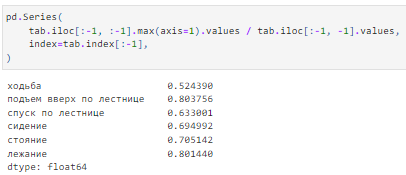 pd.Series(
    tab.iloc[:-1, :-1].max(axis=1).values / tab.iloc[:-1, -1].values,
    index=tab.index[:-1],
)
ходьба 0.524390
подъем вверх по лестнице 0.803756
спуск по лестнице 0.633001
сидение 0.694992
стояние 0.705142
лежание 0.801440
dtype: float64